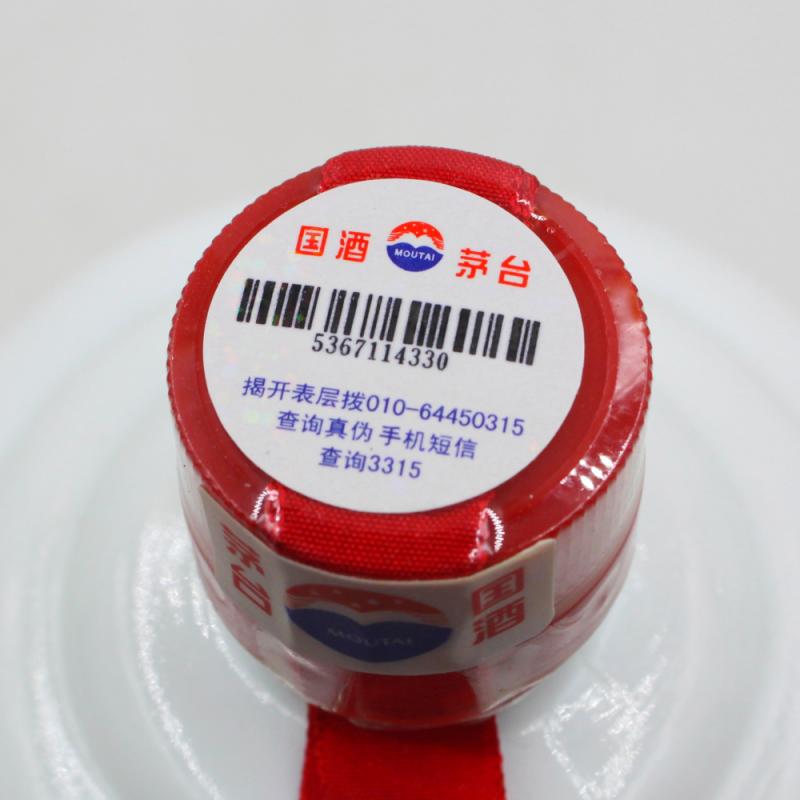 国酒 MOUTAI 茅台
5367114330
揭开表层拨010-64450315
查询真伪 手机短信
查询3315
茅台 MOUTAI 国酒